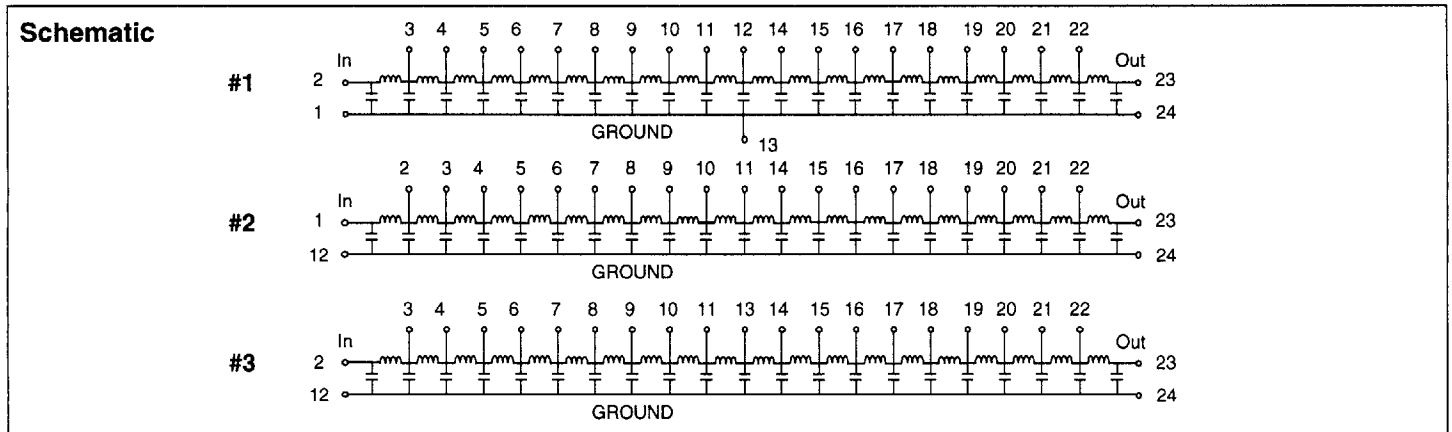 Schematic
3 4 5 6 7 8 9 10 11 12 14 15 16 17 18 19 20 21 22
In Out
#1 2 23
1 24
GROUND
13
2 3 4 5 6 7 8 9 10 11 14 15 16 17 18 19 20 21 22
In Out
#2 1 23
12 24
GROUND
3 4 5 6 7 8 9 10 11 13 14 15 16 17 18 19 20 21 22
In Out
#3 2 23
12 24
GROUND